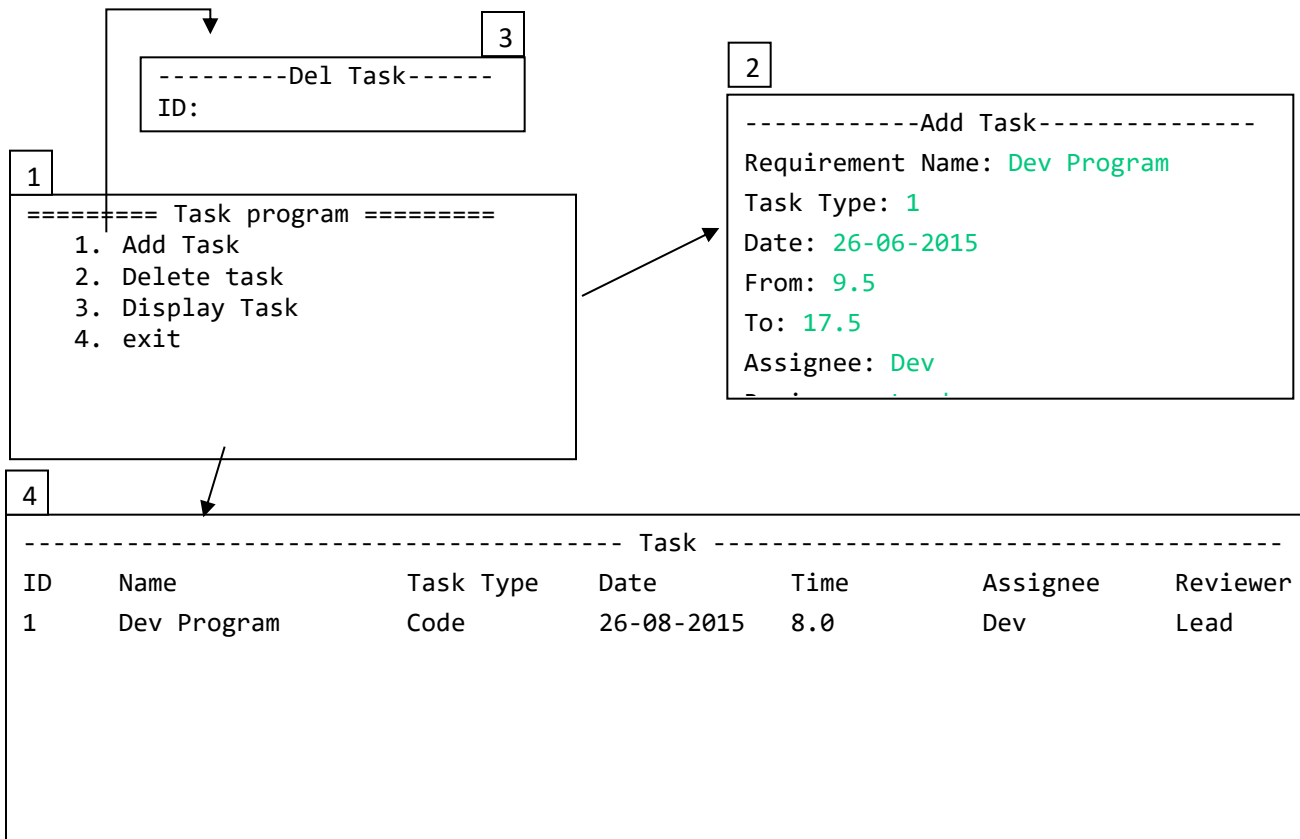 3
---------Del Task------
ID:
2
------------Add Task---------------
Requirement Name: Dev Program
Task Type: 1
Date: 26-06-2015
From: 9.5
To: 17.5
Assignee: Dev
1
========= Task program =========
1. Add Task
2. Delete task
3. Display Task
4. exit
4
----------------------------------------- Task ---------------------------------------
ID Name Task Type Date Time Assignee Reviewer
1 Dev Program Code 26-08-2015 8.0 Dev Lead